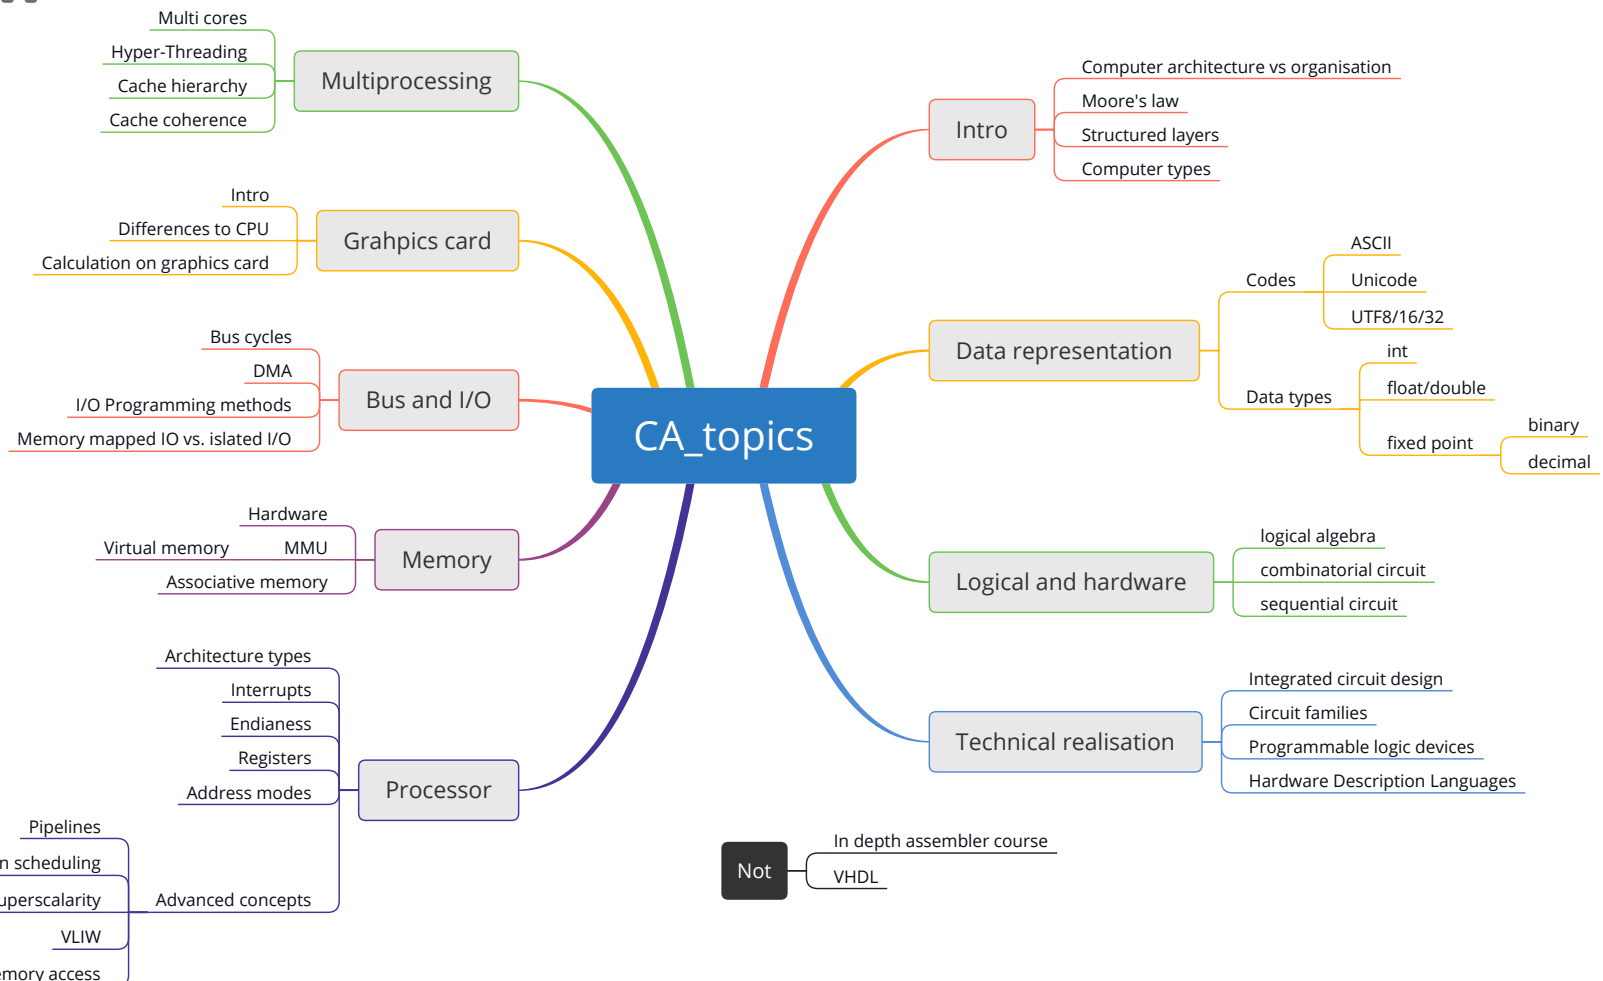 CA_topics
Intro
Computer architecture vs organisation
Moore's law
Structured layers
Computer types
Data representation
Codes
ASCII
Unicode
UTF8/16/32
Data types
int
float/double
fixed point
binary
decimal
Logical and hardware
logical algebra
combinatorial circuit
sequential circuit
Technical realisation
Integrated circuit design
Circuit families
Programmable logic devices
Hardware Description Languages
Multiprocessing
Multi cores
Hyper-Threading
Cache hierarchy
Cache coherence
Grahpics card
Intro
Differences to CPU
Calculation on graphics card
Bus and I/O
Bus cycles
DMA
I/O Programming methods
Memory mapped IO vs. islated I/O
Memory
Hardware
MMU
Virtual memory
Associative memory
Processor
Architecture types
Interrupts
Endianess
Registers
Address modes
Advanced concepts
Pipelines
scheduling
VLIW
access
Not
In depth assembler course
VHDL